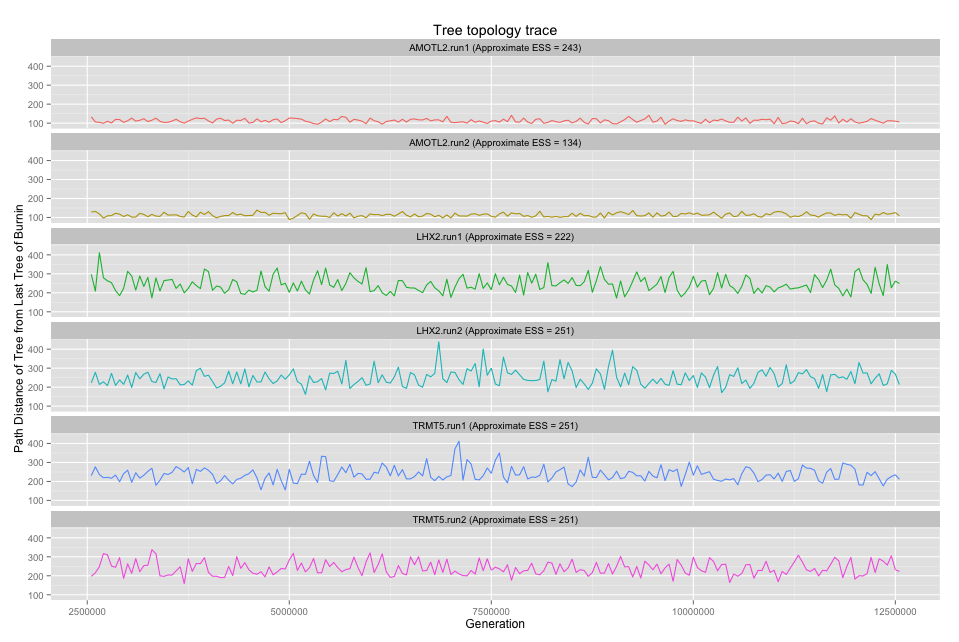 Tree topology trace
Path Distance of Tree from Last Tree of Burnin
AMOTL2.run1 (Approximate ESS = 243)
400
300
200
100
AMOTL2.run2 (Approximate ESS = 134)
400
300
200
100
LHX2.run1 (Approximate ESS = 222)
400
300
200
100
LHX2.run2 (Approximate ESS = 251)
400
300
200
100
TRMT5.run1 (Approximate ESS = 251)
400
300
200
100
TRMT5.run2 (Approximate ESS = 251)
400
300
200
100
2500000 5000000 7500000 10000000 12500000
Generation